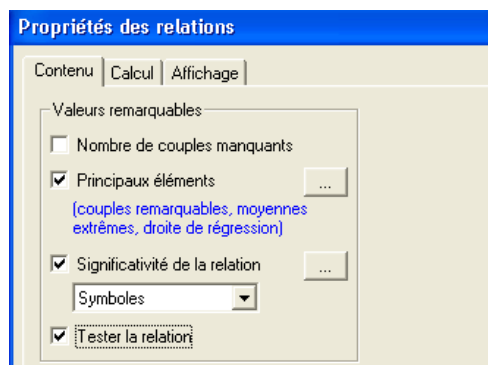 Propriétés des relations
Contenu Calcul Affichage
Valeurs remarquables
Nombre de couples manquants
Principaux éléments ...
(couples remarquables, moyennes
extrêmes, droite de régression)
Significativité de la relation ...
Symboles
Tester la relation